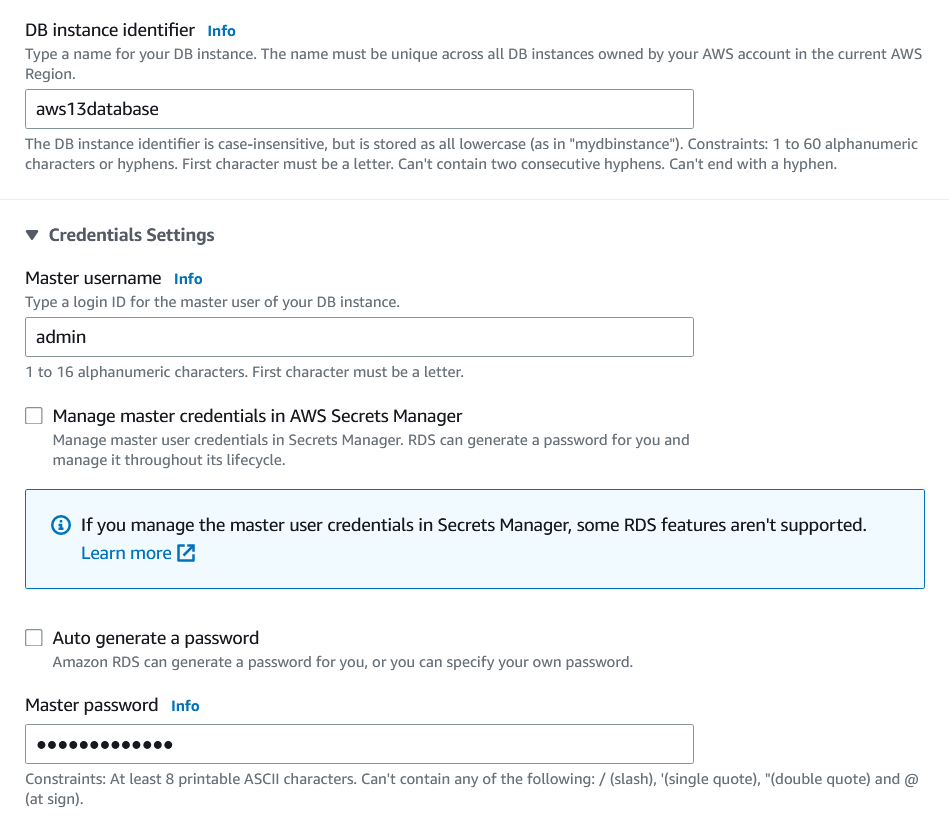 DB instance identifier Info
Type a name for your DB instance. The name must be unique across all DB instances owned by your AWS account in the current AWS
Region.
aws13database
The DB instance identifier is case-insensitive, but is stored as all lowercase (as in "mydbinstance"). Constraints: 1 to 60 alphanumeric
characters or hyphens. First character must be a letter. Can't contain two consecutive hyphens. Can't end with a hyphen.
Credentials Settings
Master username Info
Type a login ID for the master user of your DB instance.
admin
1 to 16 alphanumeric characters. First character must be a letter.
Manage master credentials in AWS Secrets Manager
Manage master user credentials in Secrets Manager. RDS can generate a password for you and
manage it throughout its lifecycle.
If you manage the master user credentials in Secrets Manager, some RDS features aren't supported.
Learn more
Auto generate a password
Amazon RDS can generate a password for you, or you can specify your own password.
Master password Info
•••••••••••••
Constraints: At least 8 printable ASCII characters. Can't contain any of the following: / (slash), '(single quote), "(double quote) and @
(at sign).